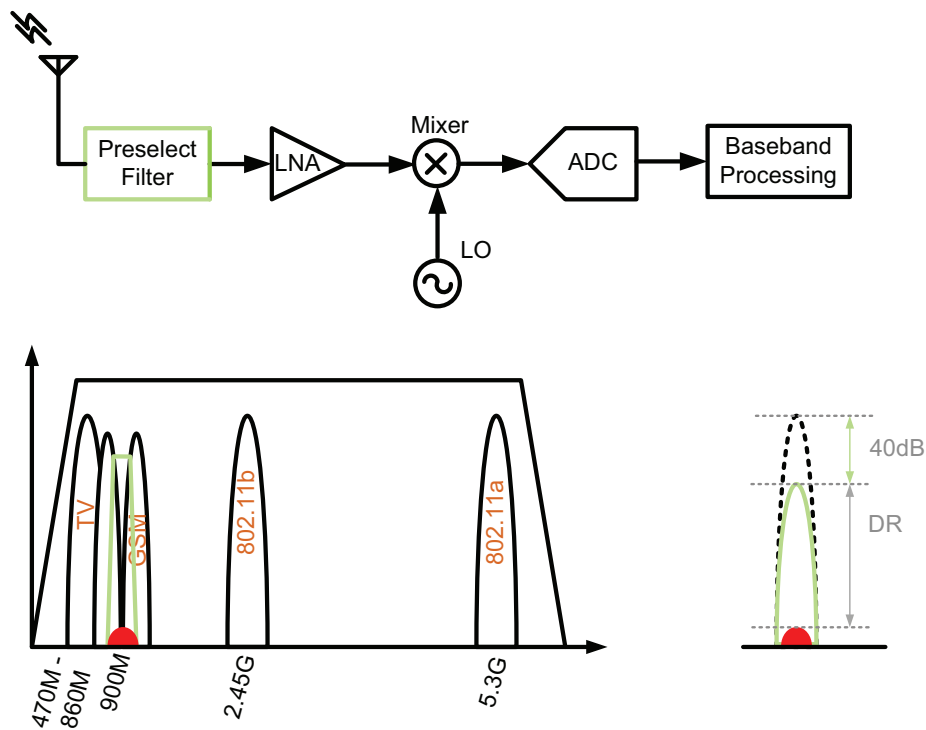 Preselect
Filter
LNA
Mixer
LO
ADC
Baseband
Processing
TV
GSM
802.11b
802.11a
470M -
860M
900M
2.45G
5.3G
40dB
DR